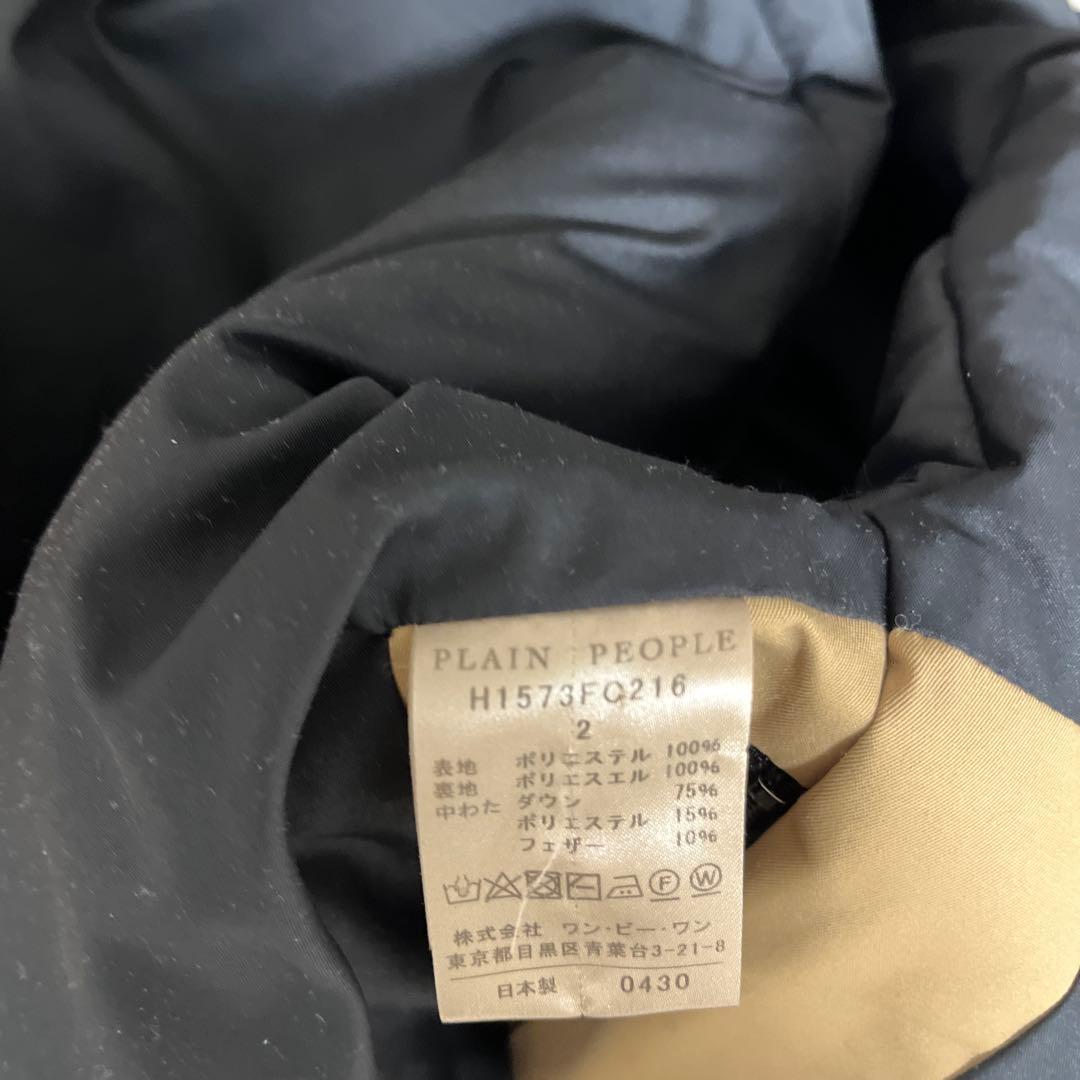 PLAIN PEOPLE
H1573FC216
2
表地 ポリエステル 100%
裏地 ポリエスエル 100%
中わた ダウン 75%
ポリエステル 15%
フェザー 10%
F W
株式会社 ワン・ビー・ワン
東京都目黒区青葉台3-21-8
日本製 0430